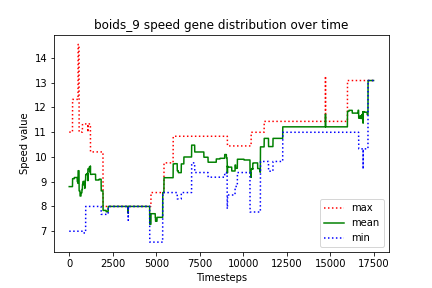 boids_9 speed gene distribution over time
Speed value
14
13
12
11
10
9
8
7
max
mean
min
0 2500 5000 7500 10000 12500 15000 17500
Timesteps